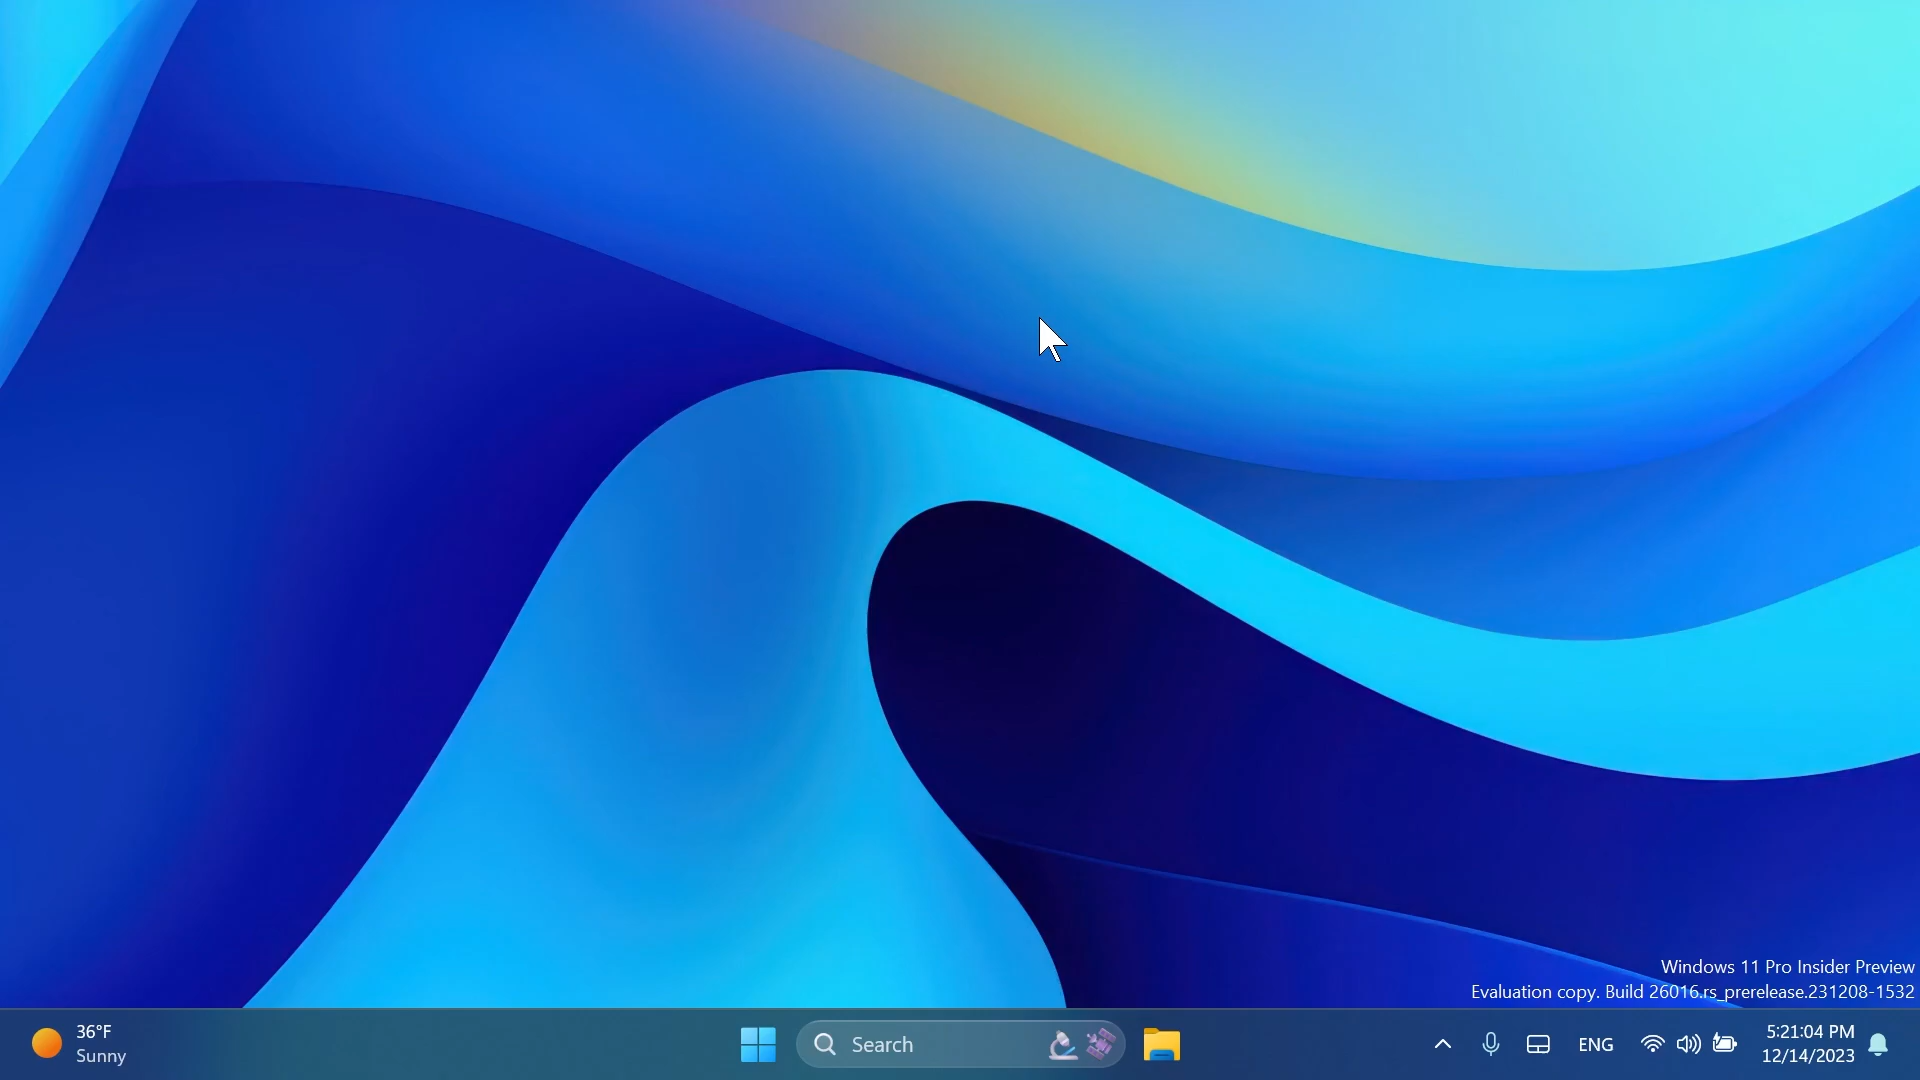 Windows 11 Pro Insider Preview
Evaluation copy. Build 26016.rs_prerelease.231208-1532
36°F
Sunny
Search
ENG
5:21:04 PM
12/14/2023